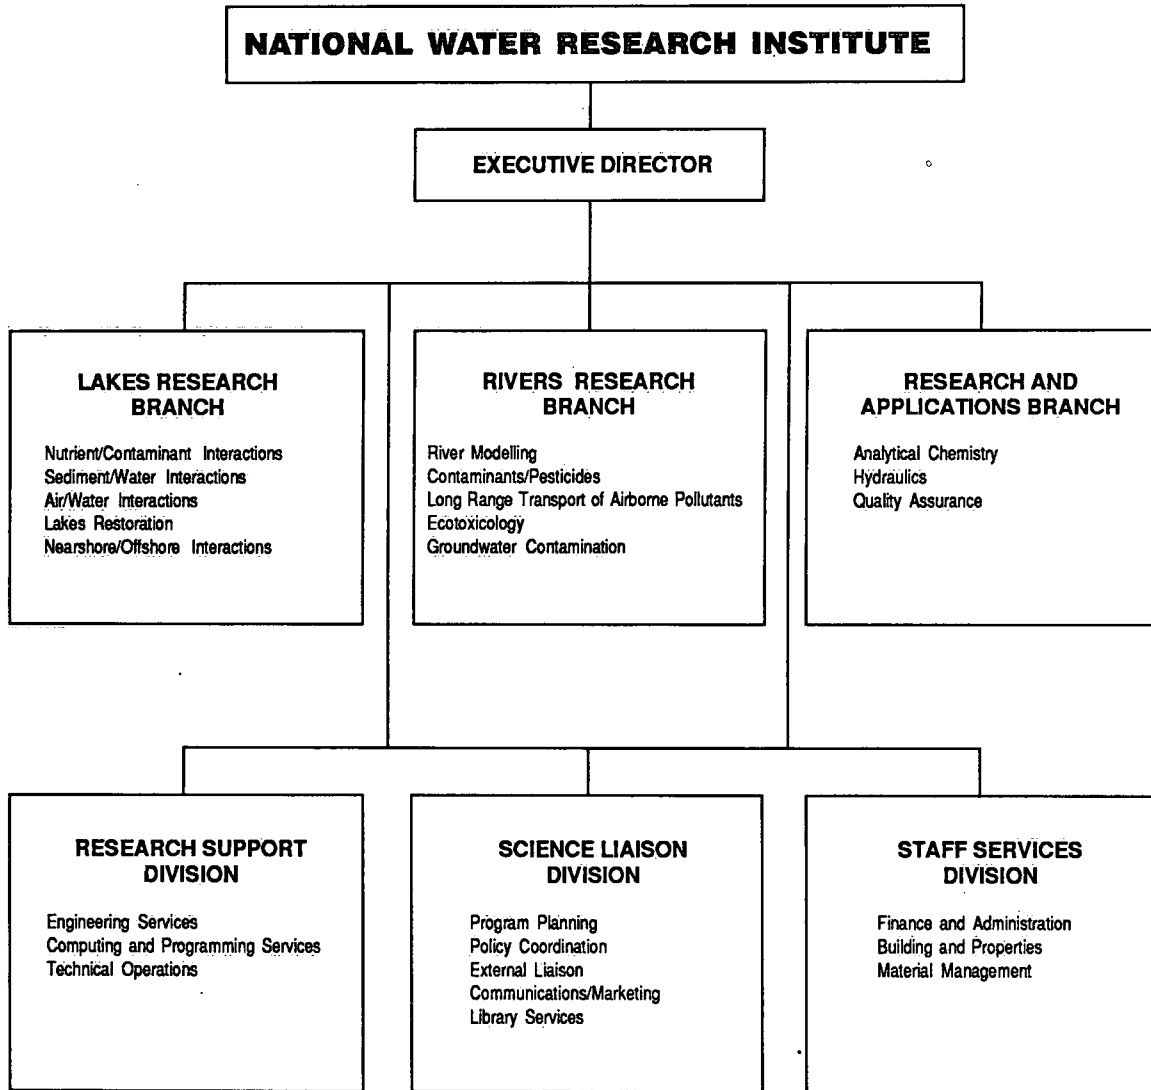 NATIONAL WATER RESEARCH INSTITUTE
EXECUTIVE DIRECTOR
LAKES RESEARCH
BRANCH
Nutrient/Contaminant Interactions
Sediment/Water Interactions
Air/Water Interactions
Lakes Restoration
Nearshore/Offshore Interactions
RIVERS RESEARCH
BRANCH
River Modelling
Contaminants/Pesticides
Long Range Transport of Airborne Pollutants
Ecotoxicology
Groundwater Contamination
RESEARCH AND
APPLICATIONS BRANCH
Analytical Chemistry
Hydraulics
Quality Assurance
RESEARCH SUPPORT
DIVISION
Engineering Services
Computing and Programming Services
Technical Operations
SCIENCE LIAISON
DIVISION
Program Planning
Policy Coordination
External Liaison
Communications/Marketing
Library Services
STAFF SERVICES
DIVISION
Finance and Administration
Building and Properties
Material Management